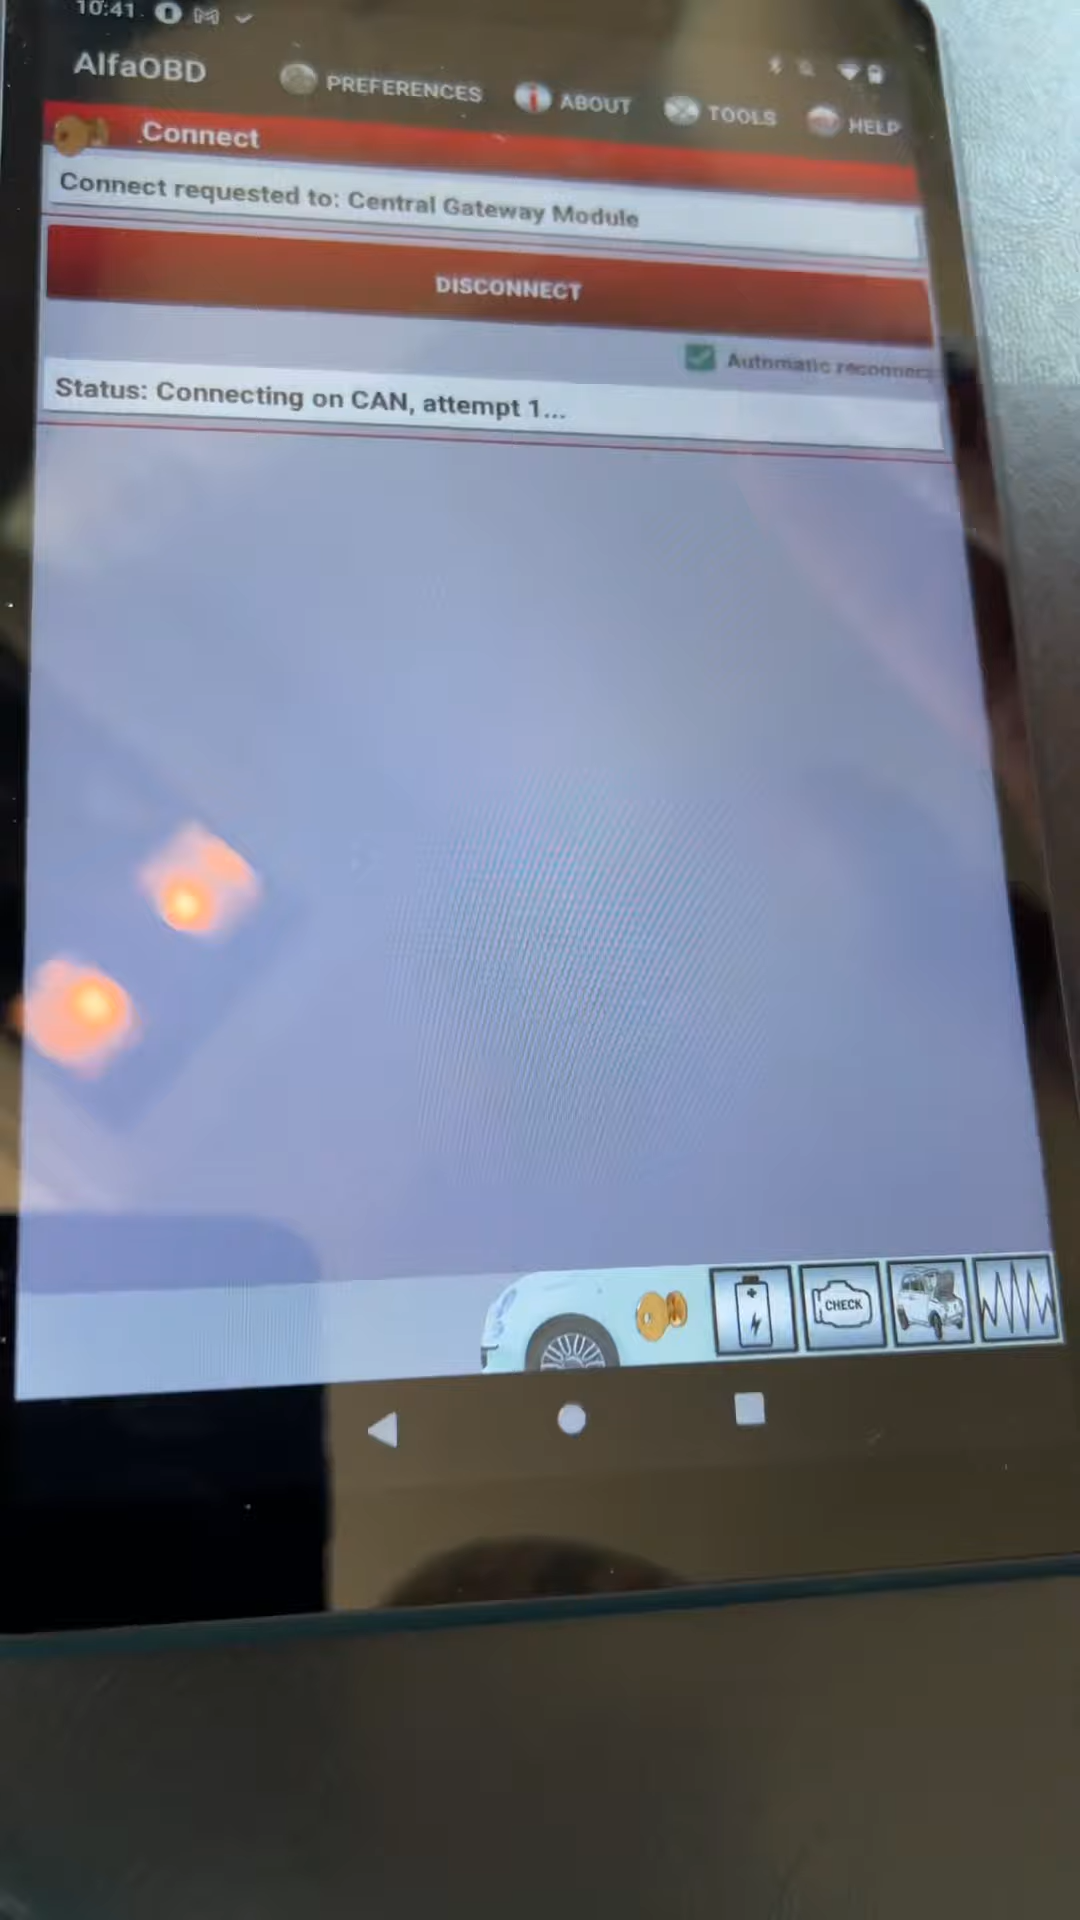 10:41
AlfaOBD
PREFERENCES
ABOUT
TOOLS
HELP
Connect
Connect requested to: Central Gateway Module
DISCONNECT
Automatic reconnect
Status: Connecting on CAN, attempt 1...
CHECK